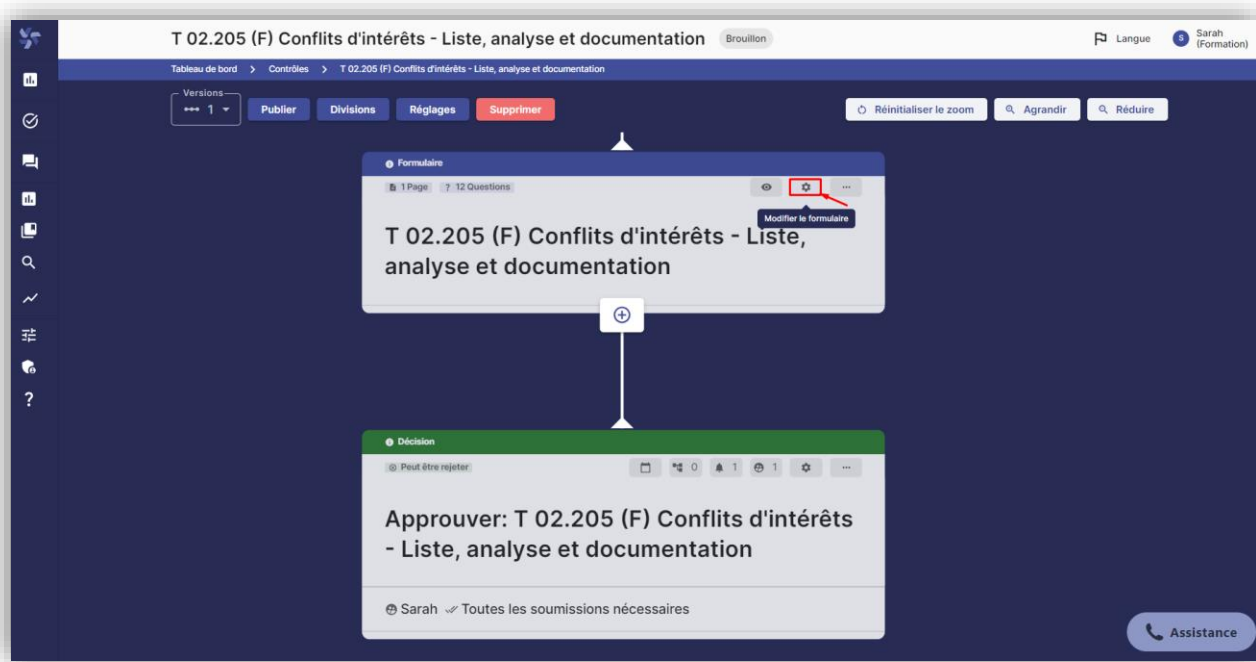 T 02.205 (F) Conflits d'intérêts - Liste, analyse et documentation Brouillon
Langue
S
Sarah
(Formation)
Tableau de bord > Contrôles > T 02.205 (F) Conflits d'intérêts - Liste, analyse et documentation
Versions
1
Publier Divisions Réglages Supprimer
Réinitialiser le zoom Agrandir Réduire
Formulaire
1 Page ? 12 Questions
Modifier le formulaire
T 02.205 (F) Conflits d'intérêts - Liste,
analyse et documentation
Décision
Peut être rejeter
0 1 1
Approuver: T 02.205 (F) Conflits d'intérêts
- Liste, analyse et documentation
Sarah Toutes les soumissions nécessaires
?
Assistance